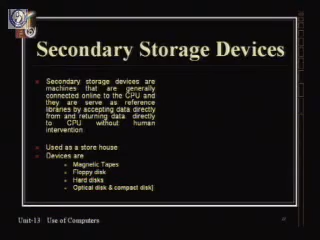 Secondary Storage Devices
Secondary storage devices are
machines that are generally
connected online to the CPU and
they are serve as reference
libraries by accepting data directly
from and returning data directly
to CPU without human
intervention
Used as a store house
Devices are
Magnetic Tapes
Floppy disk
Hard disks
Optical disk & compact disk]
Unit-13 Use of Computers